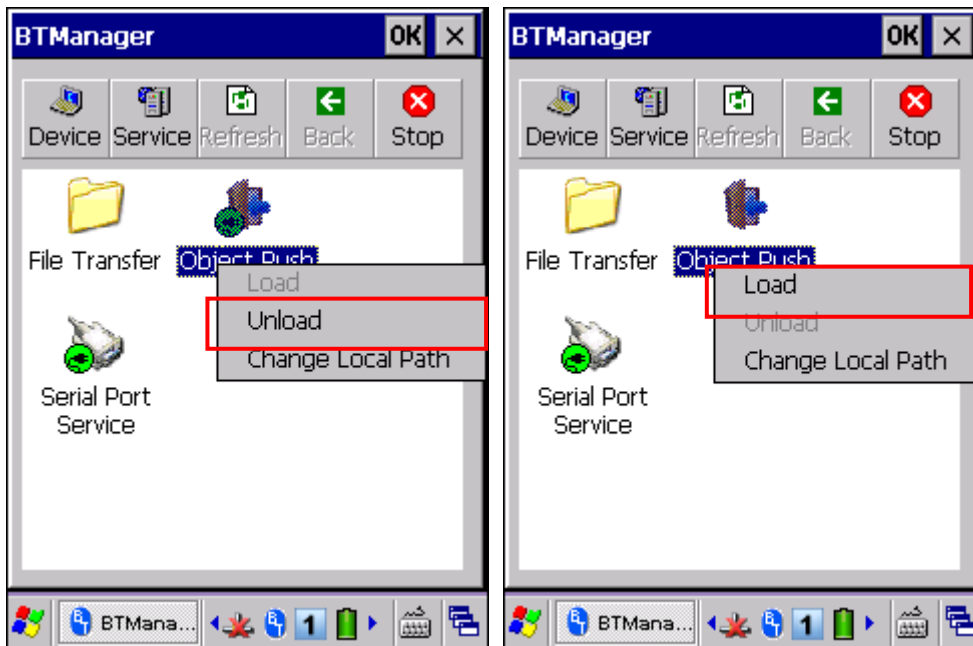 BTManager OK
Device Service Refresh Back Stop
File Transfer Object Push
Load
Unload
Change Local Path
Serial Port
Service
BTMana... 1
BTManager OK
Device Service Refresh Back Stop
File Transfer Object Push
Load
Unload
Change Local Path
Serial Port
Service
BTMana... 1